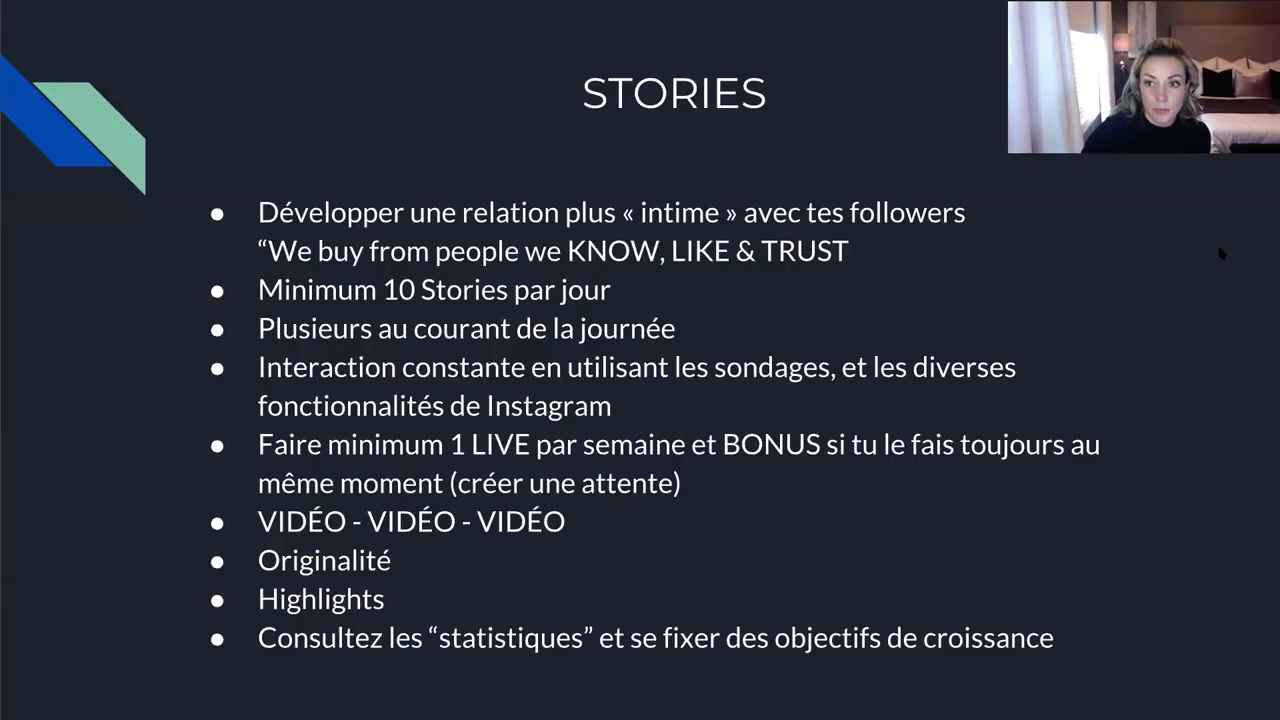 STORIES
● Développer une relation plus « intime » avec tes followers
“We buy from people we KNOW, LIKE & TRUST
● Minimum 10 Stories par jour
● Plusieurs au courant de la journée
● Interaction constante en utilisant les sondages, et les diverses
fonctionnalités de Instagram
● Faire minimum 1 LIVE par semaine et BONUS si tu le fais toujours au
même moment (créer une attente)
● VIDÉO - VIDÉO - VIDÉO
● Originalité
● Highlights
● Consultez les “statistiques” et se fixer des objectifs de croissance